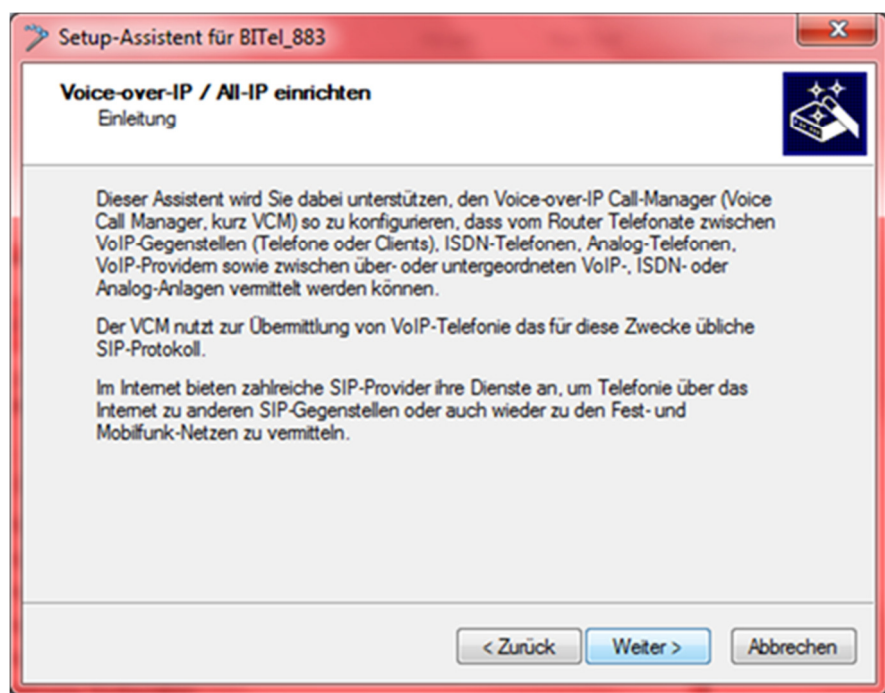 Setup-Assistent für BITel_883
Voice-over-IP / All-IP einrichten
Einleitung
Dieser Assistent wird Sie dabei unterstützen, den Voice-over-IP Call-Manager (Voice
Call Manager, kurz VCM) so zu konfigurieren, dass vom Router Telefonate zwischen
VoIP-Gegenstellen (Telefone oder Clients), ISDN-Telefonen, Analog-Telefonen,
VoIP-Providern sowie zwischen über- oder untergeordneten VoIP-, ISDN- oder
Analog-Anlagen vermittelt werden können.
Der VCM nutzt zur Übermittlung von VoIP-Telefonie das für diese Zwecke übliche
SIP-Protokoll.
Im Internet bieten zahlreiche SIP-Provider ihre Dienste an, um Telefonie über das
Internet zu anderen SIP-Gegenstellen oder auch wieder zu den Fest- und
Mobilfunk-Netzen zu vermitteln.
< Zurück
Weiter >
Abbrechen